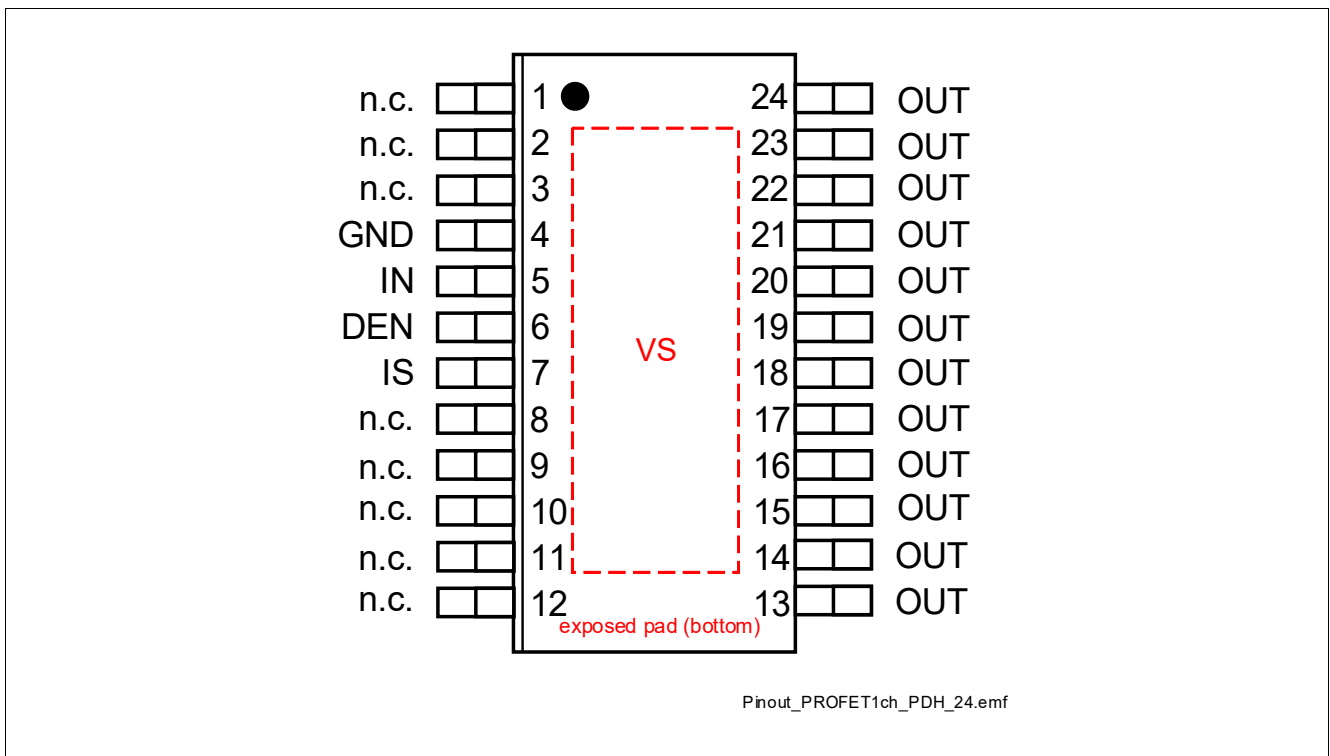 n.c. 1 24 OUT
n.c. 2 23 OUT
n.c. 3 22 OUT
GND 4 21 OUT
IN 5 20 OUT
DEN 6 19 OUT
VS
IS 7 18 OUT
n.c. 8 17 OUT
n.c. 9 16 OUT
n.c. 10 15 OUT
n.c. 11 14 OUT
n.c. 12 13 OUT
exposed pad (bottom)
Pinout_PROFET1ch_PDH_24.emf